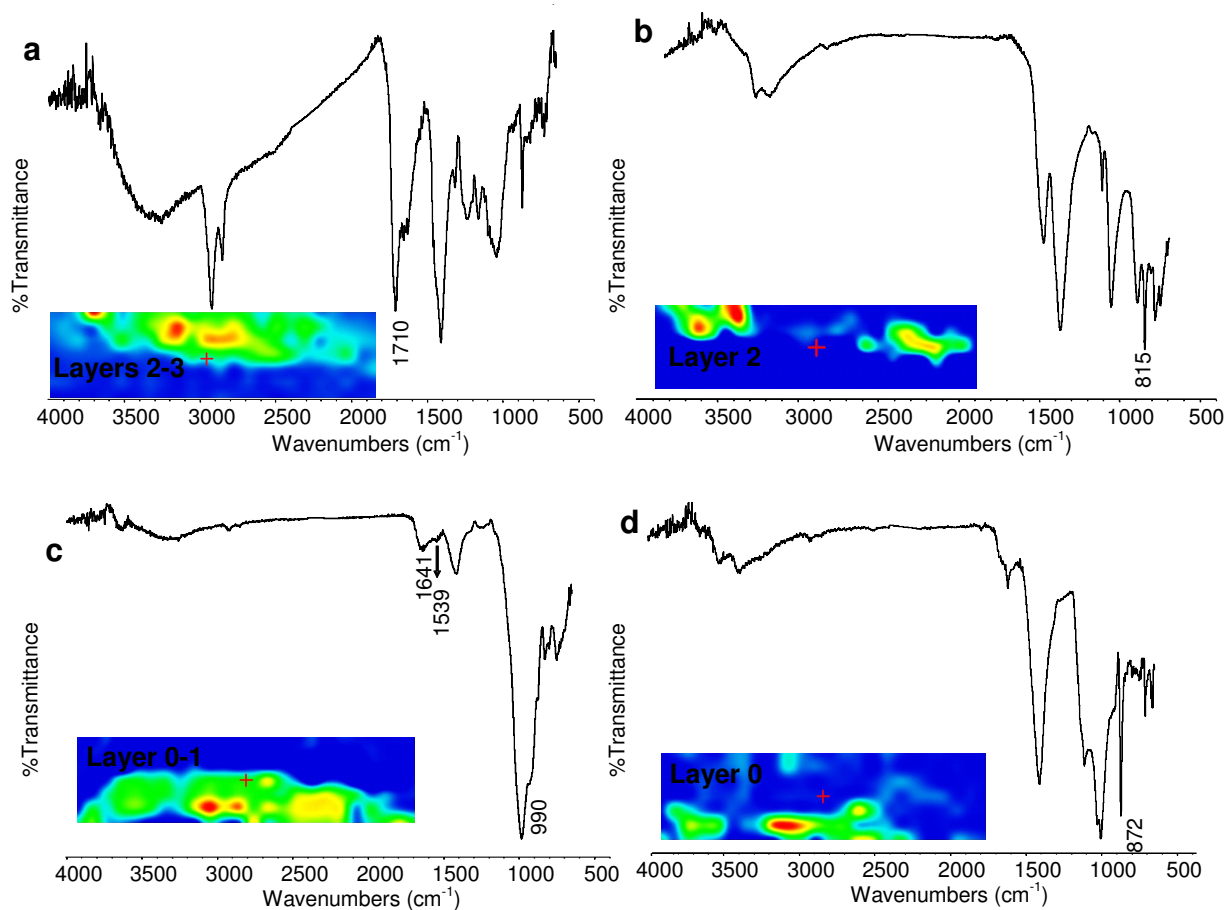 a
%Transmittance
1710
Layers 2-3
4000 3500 3000 2500 2000 1500 1000 500
Wavenumbers (cm⁻¹)
b
%Transmittance
815
Layer 2
4000 3500 3000 2500 2000 1500 1000 500
Wavenumbers (cm⁻¹)
c
%Transmittance
1641
1539
990
Layer 0-1
4000 3500 3000 2500 2000 1500 1000 500
Wavenumbers (cm⁻¹)
d
%Transmittance
872
Layer 0
4000 3500 3000 2500 2000 1500 1000 500
Wavenumbers (cm⁻¹)